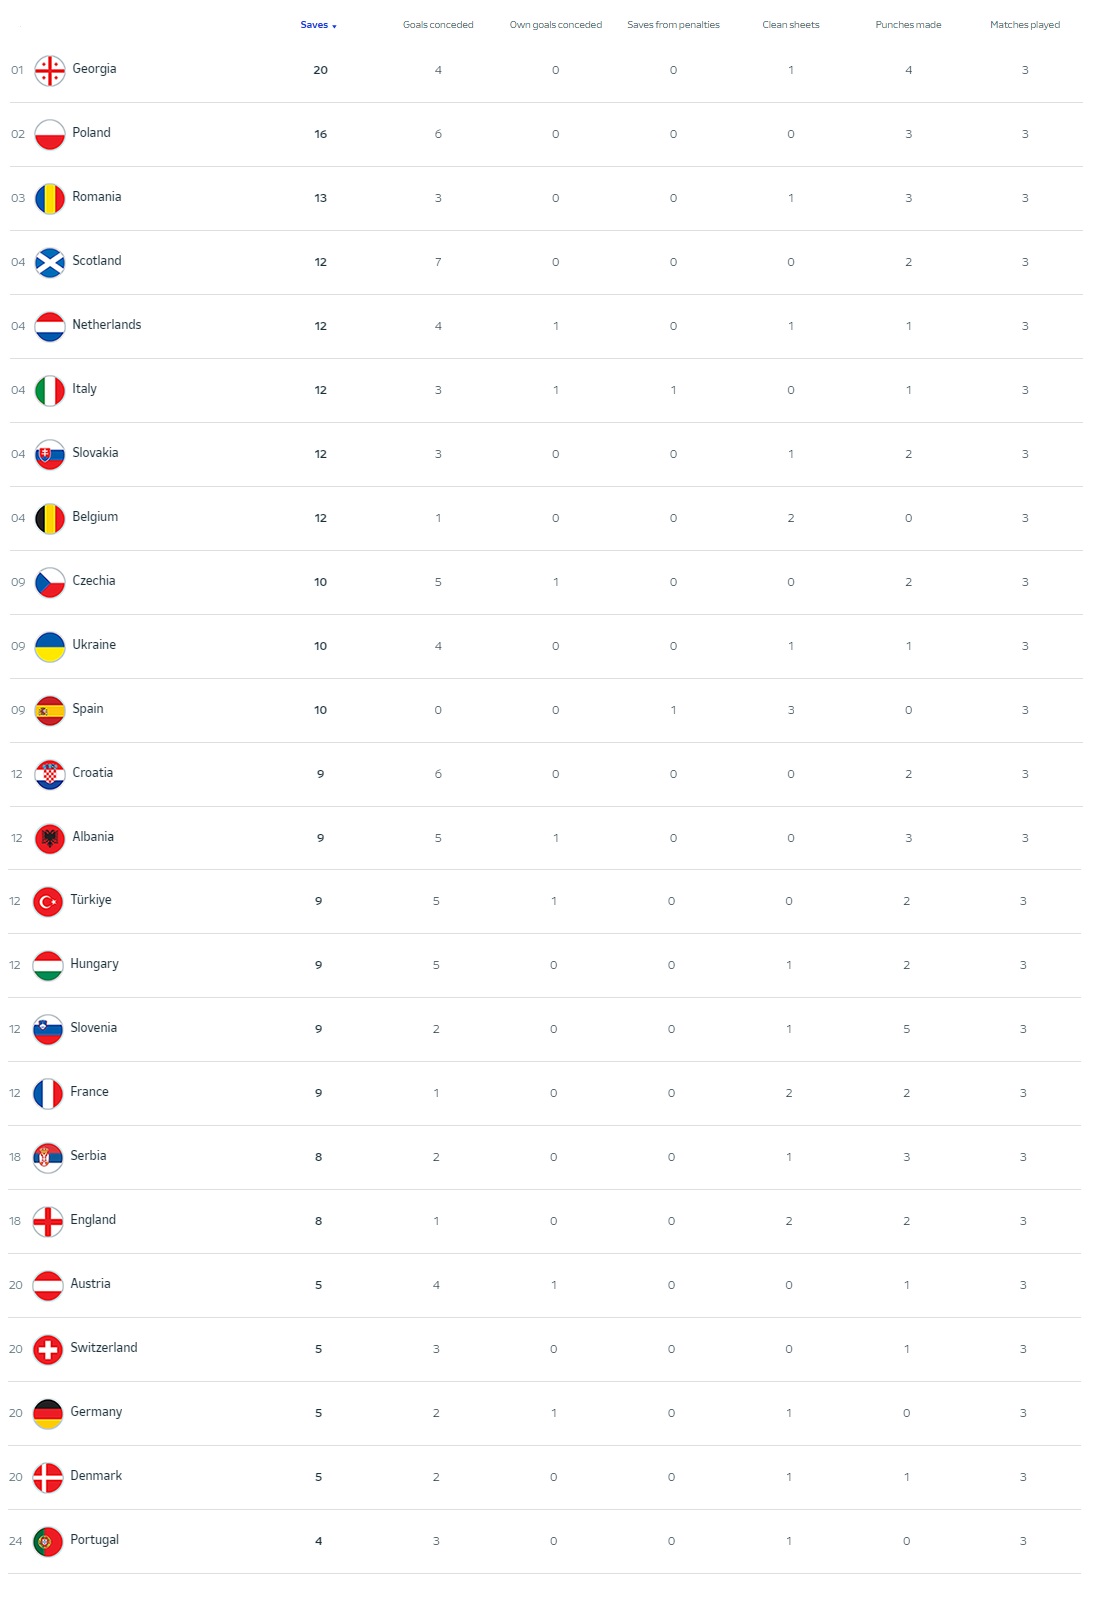 Saves ▼ Goals conceded Own goals conceded Saves from penalties Clean sheets Punches made Matches played
01 Georgia 20 4 0 0 1 4 3
02 Poland 16 6 0 0 0 3 3
03 Romania 13 3 0 0 1 3 3
04 Scotland 12 7 0 0 0 2 3
04 Netherlands 12 4 1 0 1 1 3
04 Italy 12 3 1 1 0 1 3
04 Slovakia 12 3 0 0 1 2 3
04 Belgium 12 1 0 0 2 0 3
09 Czechia 10 5 1 0 0 2 3
09 Ukraine 10 4 0 0 1 1 3
09 Spain 10 0 0 1 3 0 3
12 Croatia 9 6 0 0 0 2 3
12 Albania 9 5 1 0 0 3 3
12 Türkiye 9 5 1 0 0 2 3
12 Hungary 9 5 0 0 1 2 3
12 Slovenia 9 2 0 0 1 5 3
12 France 9 1 0 0 2 2 3
18 Serbia 8 2 0 0 1 3 3
18 England 8 1 0 0 2 2 3
20 Austria 5 4 1 0 0 1 3
20 Switzerland 5 3 0 0 0 1 3
20 Germany 5 2 1 0 1 0 3
20 Denmark 5 2 0 0 1 1 3
24 Portugal 4 3 0 0 1 0 3